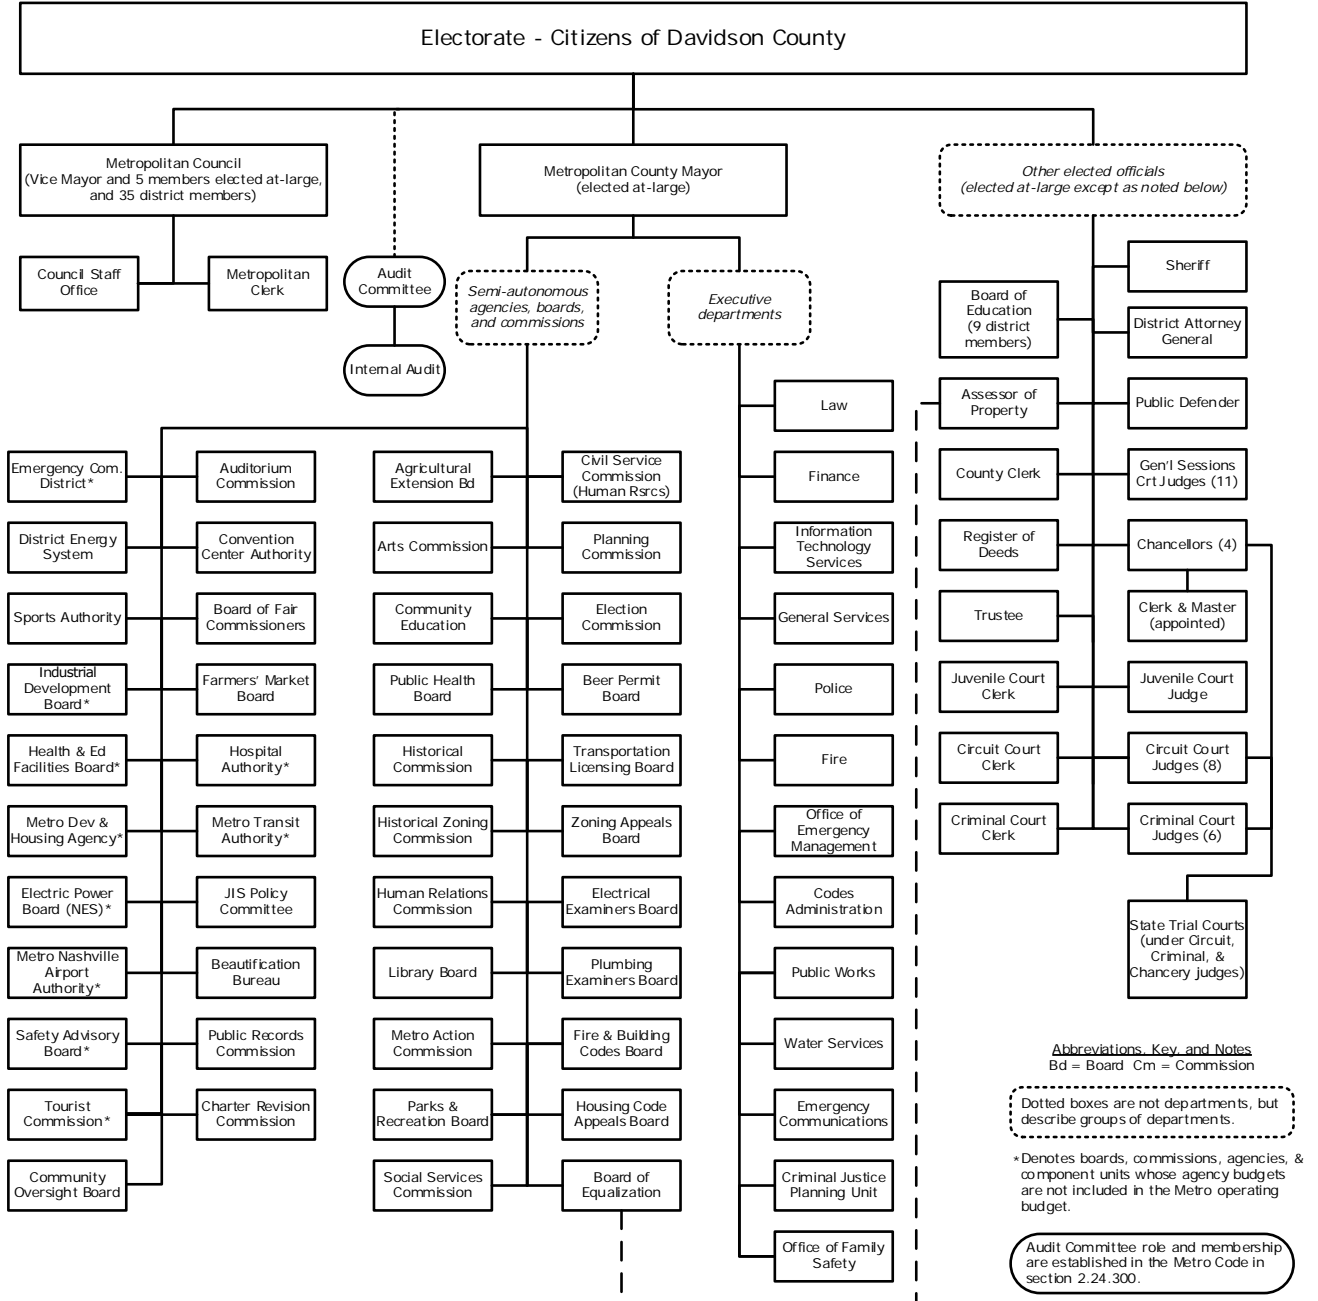 Electorate - Citizens of Davidson County
Metropolitan Council
(Vice Mayor and 5 members elected at-large,
and 35 district members)
Metropolitan County Mayor
(elected at-large)
Other elected officials
(elected at-large except as noted below)
Council Staff
Office
Metropolitan
Clerk
Audit
Committee
Internal Audit
Semi-autonomous
agencies, boards,
and commissions
Executive
departments
Emergency Com.
District*
Auditorium
Commission
District Energy
System
Convention
Center Authority
Sports Authority
Board of Fair
Commissioners
Industrial
Development
Board*
Farmers' Market
Board
Health & Ed
Facilities Board*
Hospital
Authority*
Metro Dev &
Housing Agency*
Metro Transit
Authority*
Electric Power
Board (NES)*
JIS Policy
Committee
Metro Nashville
Airport
Authority*
Beautification
Bureau
Safety Advisory
Board*
Public Records
Commission
Tourist
Commission*
Charter Revision
Commission
Community
Oversight Board
Agricultural
Extension Bd
Civil Service
Commission
(Human Rsrcs)
Arts Commission
Planning
Commission
Community
Education
Election
Commission
Public Health
Board
Beer Permit
Board
Historical
Commission
Transportation
Licensing Board
Historical Zoning
Commission
Zoning Appeals
Board
Human Relations
Commission
Electrical
Examiners Board
Library Board
Plumbing
Examiners Board
Metro Action
Commission
Fire & Building
Codes Board
Parks &
Recreation Board
Housing Code
Appeals Board
Social Services
Commission
Board of
Equalization
Law
Finance
Information
Technology
Services
General Services
Police
Fire
Office of
Emergency
Management
Codes
Administration
Public Works
Water Services
Emergency
Communications
Criminal Justice
Planning Unit
Office of Family
Safety
Sheriff
Board of
Education
(9 district
members)
District Attorney
General
Assessor of
Property
Public Defender
County Clerk
Gen'l Sessions
Crt Judges (11)
Register of
Deeds
Chancellors (4)
Trustee
Clerk & Master
(appointed)
Juvenile Court
Clerk
Juvenile Court
Judge
Circuit Court
Clerk
Circuit Court
Judges (8)
Criminal Court
Clerk
Criminal Court
Judges (6)
State Trial Courts
(under Circuit,
Criminal, &
Chancery judges)
Abbreviations, Key, and Notes
Bd = Board Cm = Commission
Dotted boxes are not departments, but
describe groups of departments.
*Denotes boards, commissions, agencies, &
component units whose agency budgets
are not included in the Metro operating
budget.
Audit Committee role and membership
are established in the Metro Code in
section 2.24.300.